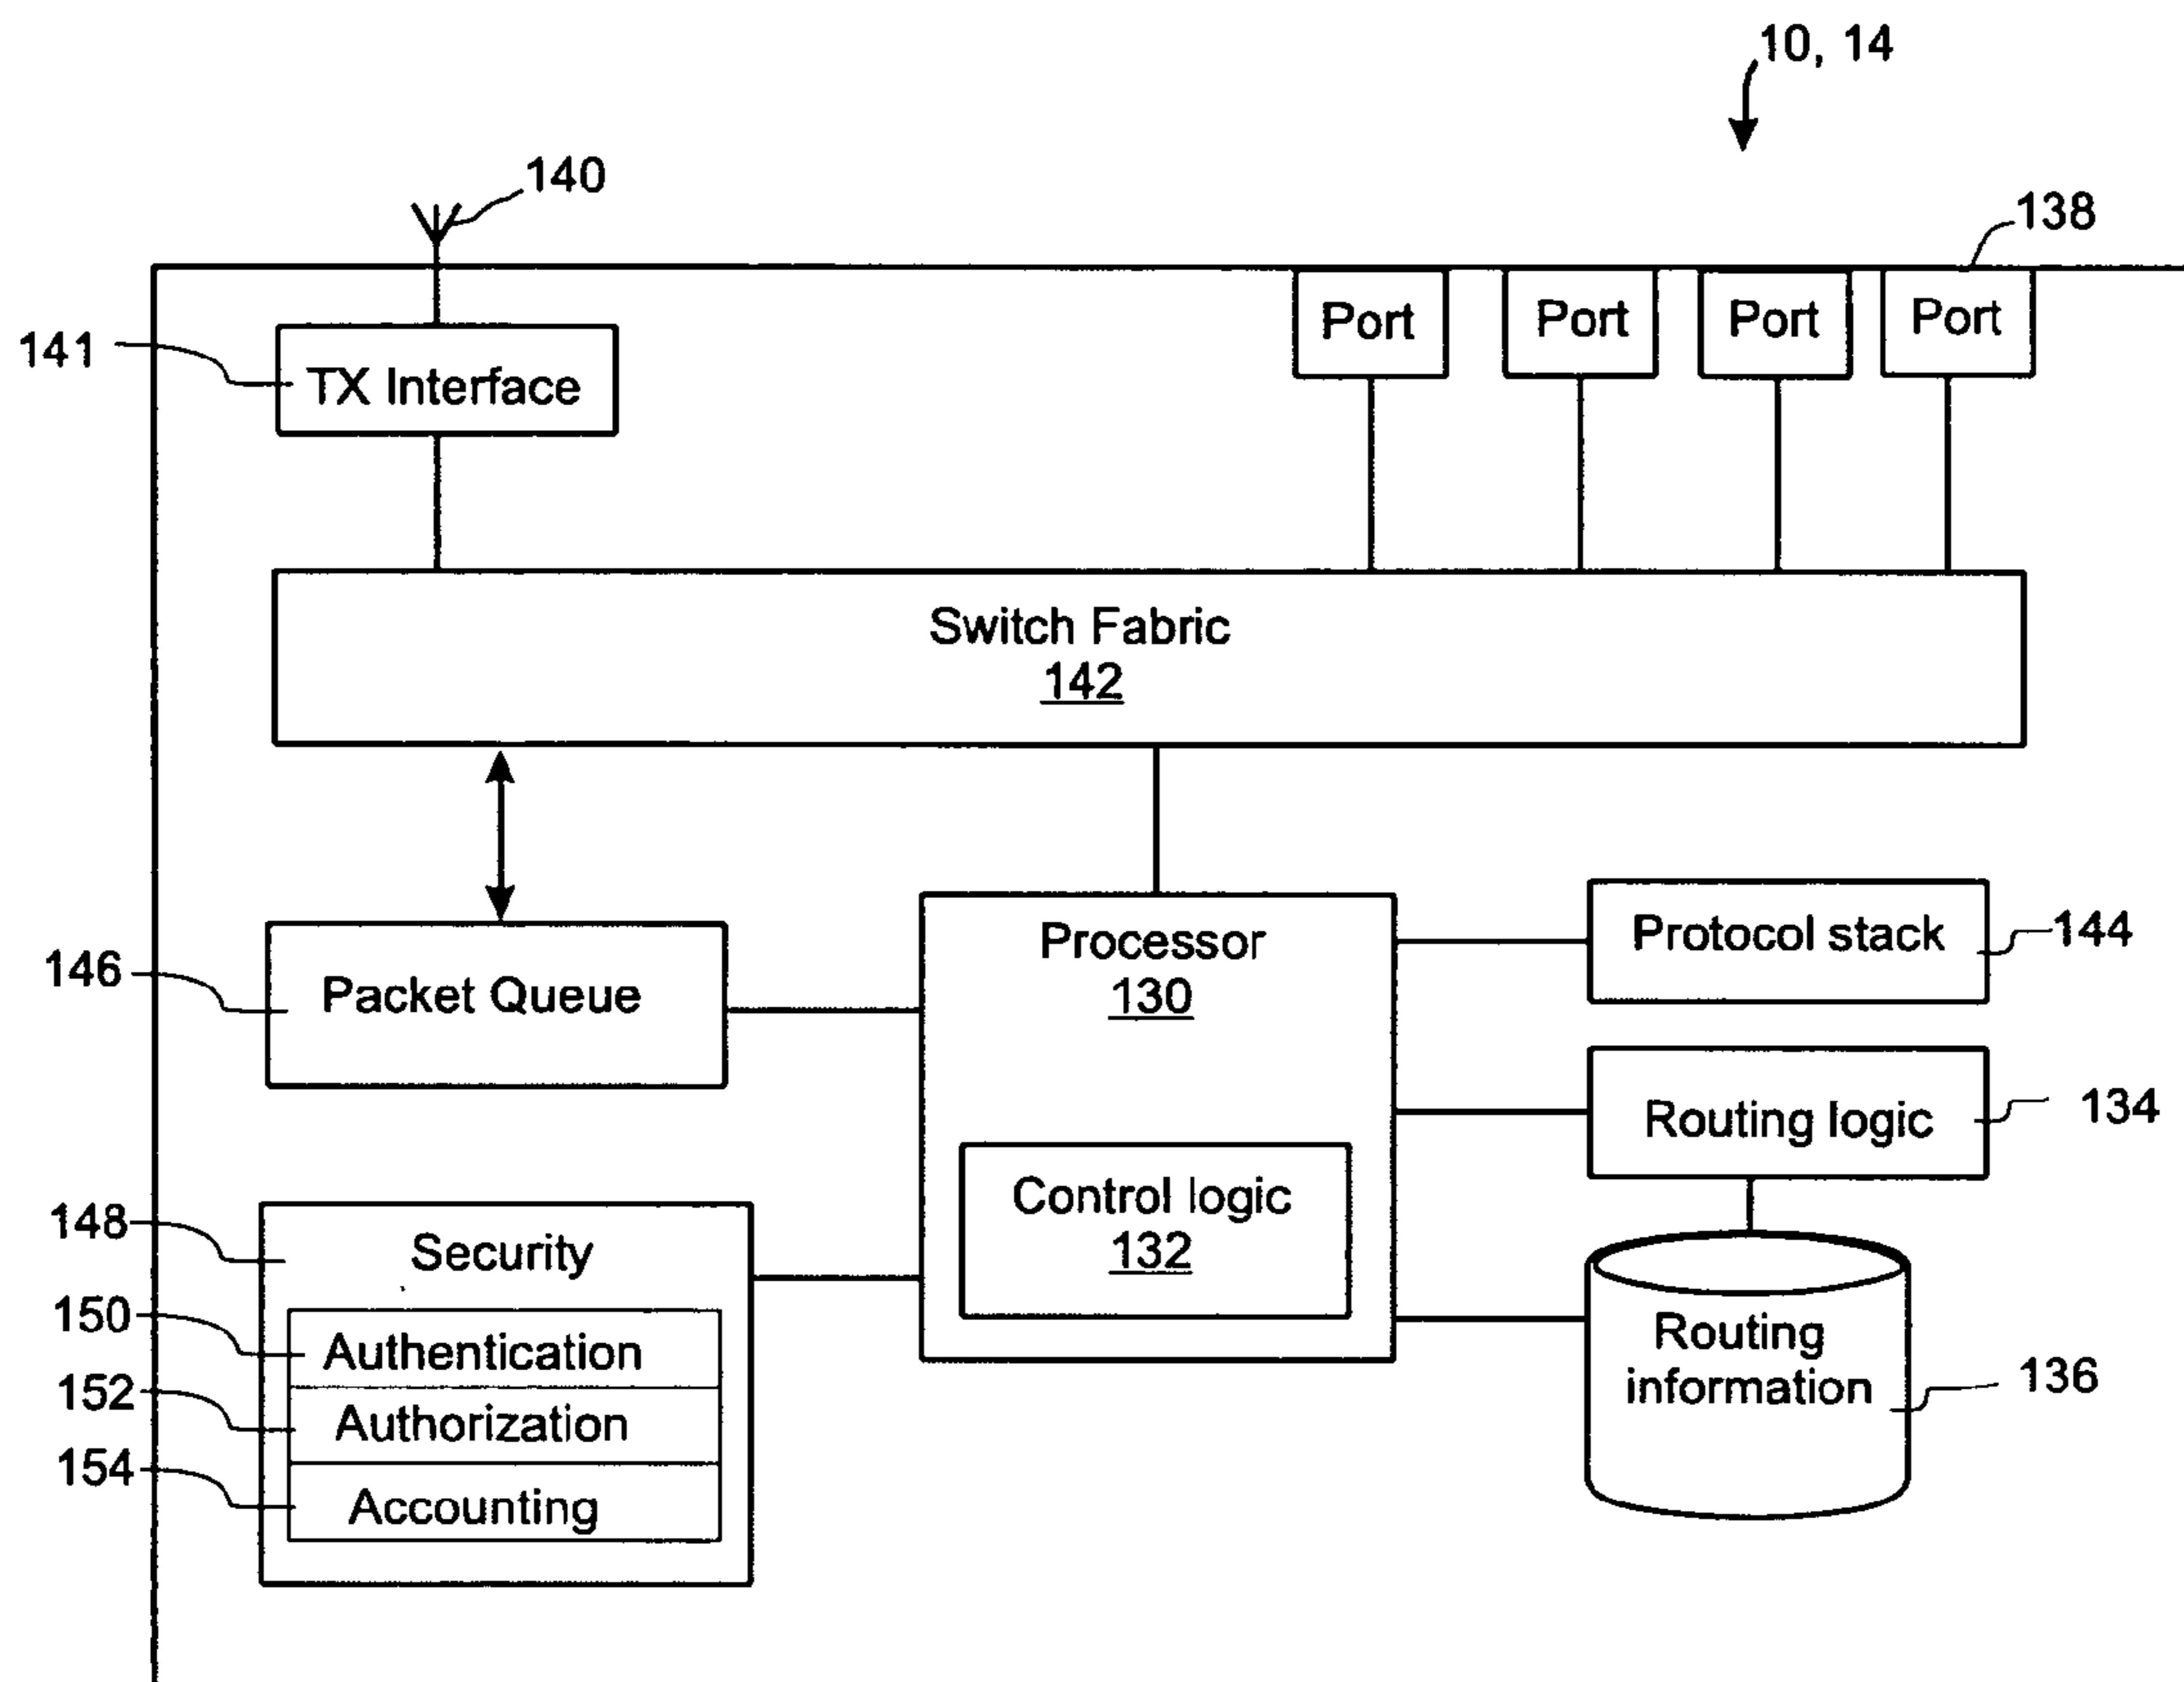 10, 14
140
138
Port Port Port Port
141
TX Interface
Switch Fabric
142
146
Packet Queue
Processor
130
Protocol stack
144
Routing logic
134
Control logic
132
148
Security
150
Authentication
152
Authorization
154
Accounting
Routing
information
136